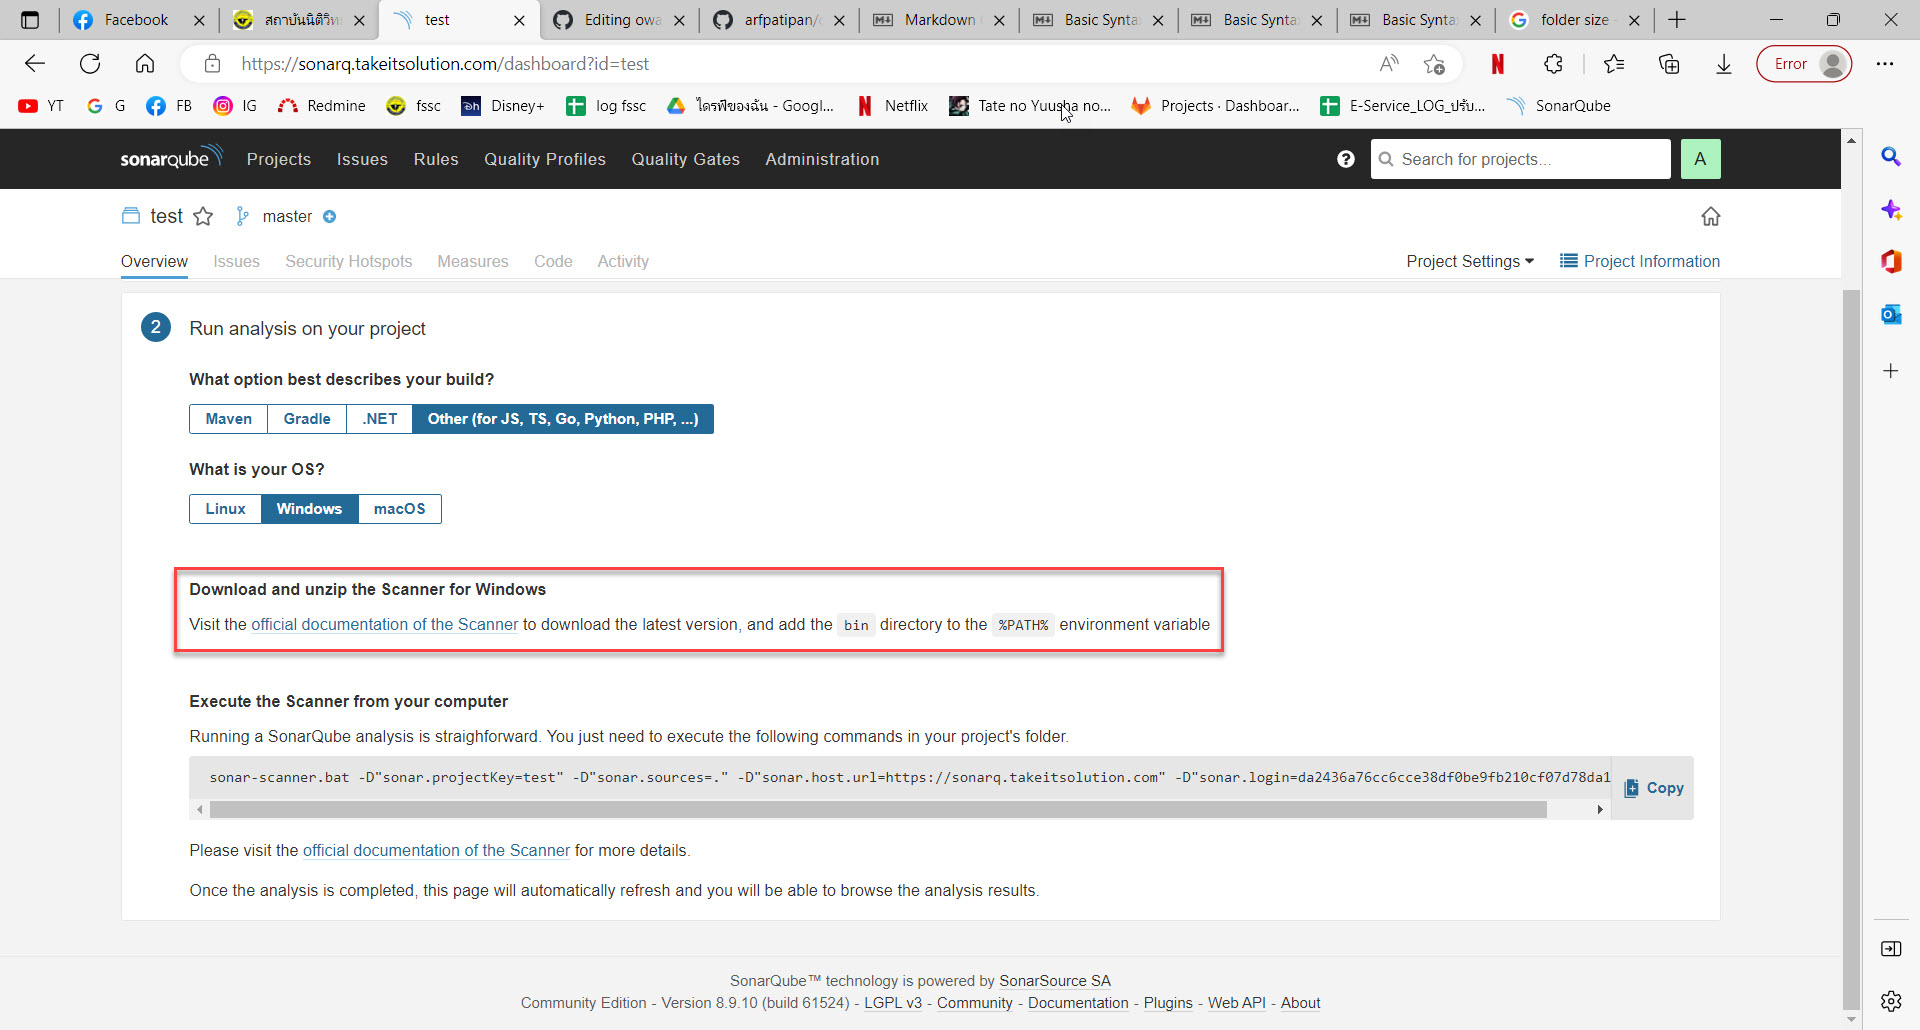 Facebook
สถาบันนิติวิท
test
Editing owa
arfpatipan/
Markdown
Basic Synta
Basic Synta
Basic Synta
folder size -
https://sonarq.takeitsolution.com/dashboard?id=test
Error
YT
G
FB
IG
Redmine
fssc
Disney+
log fssc
ไดรฟ์ของฉัน - Googl...
Netflix
Tate no Yuusha no...
Projects · Dashboar...
E-Service_LOG_ปรับ...
SonarQube
sonarqube
Projects
Issues
Rules
Quality Profiles
Quality Gates
Administration
?
Search for projects...
A
test
master
Overview
Issues
Security Hotspots
Measures
Code
Activity
Project Settings
Project Information
2
Run analysis on your project
What option best describes your build?
Maven
Gradle
.NET
Other (for JS, TS, Go, Python, PHP, ...)
What is your OS?
Linux
Windows
macOS
Download and unzip the Scanner for Windows
Visit the official documentation of the Scanner to download the latest version, and add the bin directory to the %PATH% environment variable
Execute the Scanner from your computer
Running a SonarQube analysis is straighforward. You just need to execute the following commands in your project's folder.
sonar-scanner.bat -D"sonar.projectKey=test" -D"sonar.sources=." -D"sonar.host.url=https://sonarq.takeitsolution.com" -D"sonar.login=da2436a76cc6cce38df0be9fb210cf07d78da1
Copy
Please visit the official documentation of the Scanner for more details.
Once the analysis is completed, this page will automatically refresh and you will be able to browse the analysis results.
SonarQube™ technology is powered by SonarSource SA
Community Edition - Version 8.9.10 (build 61524) - LGPL v3 - Community - Documentation - Plugins - Web API - About